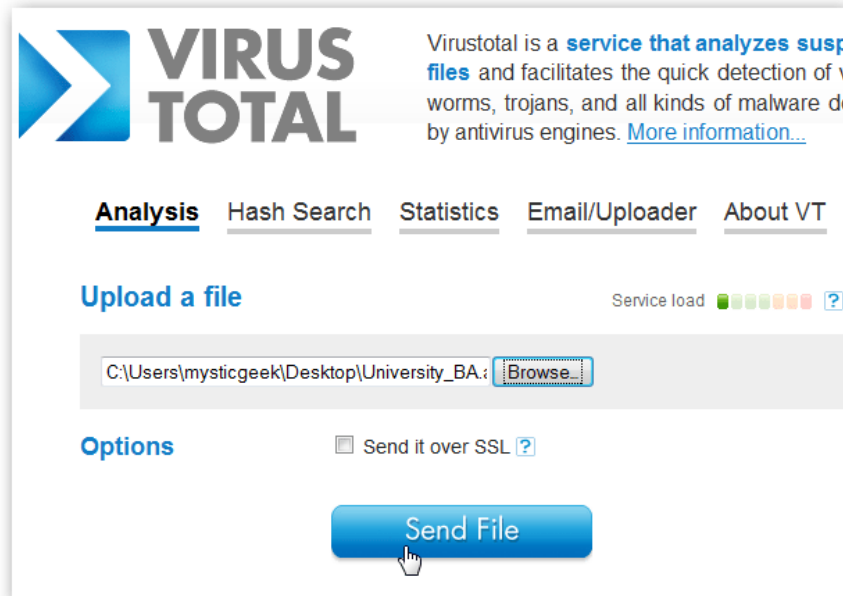 VIRUS
TOTAL
Virustotal is a service that analyzes susp
files and facilitates the quick detection of v
worms, trojans, and all kinds of malware de
by antivirus engines. More information...
Analysis Hash Search Statistics Email/Uploader About VT
Upload a file
Service load ?
C:\Users\mysticgeek\Desktop\University_BA.a
Browse...
Options
Send it over SSL ?
Send File